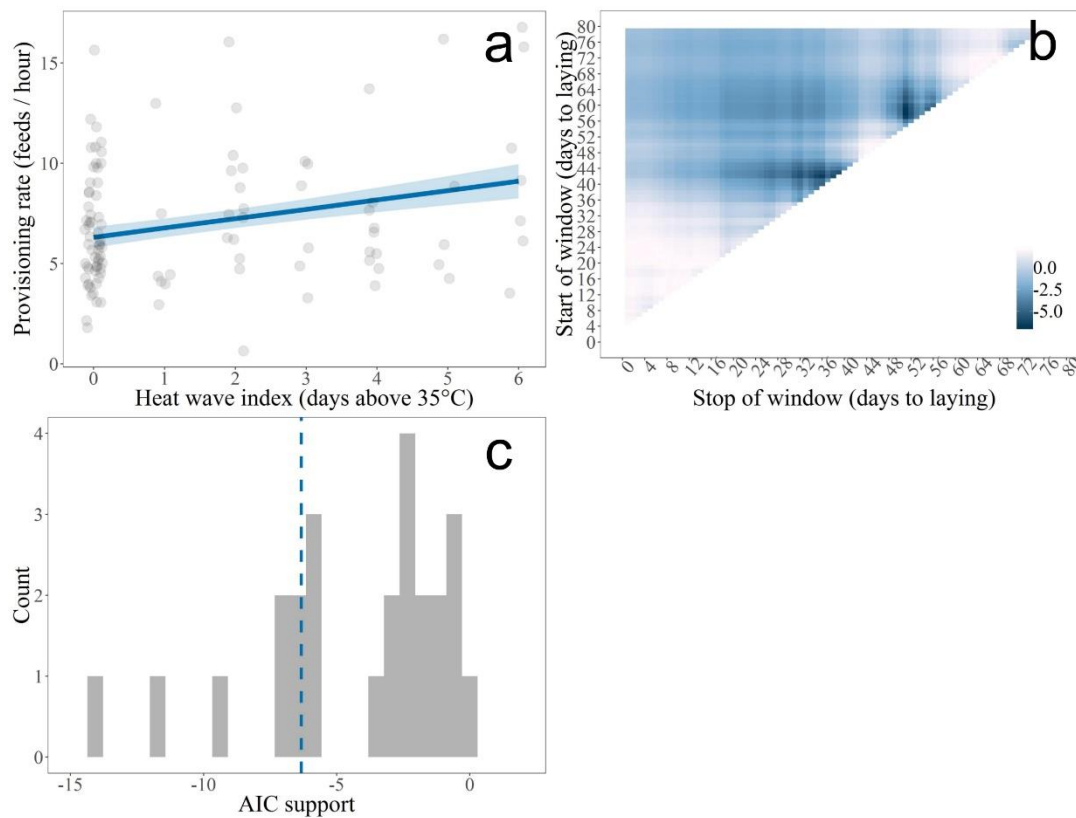 a
Provisioning rate (feeds / hour)
15
10
5
0
0 1 2 3 4 5 6
Heat wave index (days above 35°C)
b
Start of window (days to laying)
80
76
72
68
64
60
56
52
48
44
40
36
32
28
24
20
16
12
8
4
0
0.0
-2.5
-5.0
0 4 8 12 16 20 24 28 32 36 40 44 48 52 56 60 64 68 72 76 80
Stop of window (days to laying)
c
Count
4
3
2
1
0
-15 -10 -5 0
AIC support